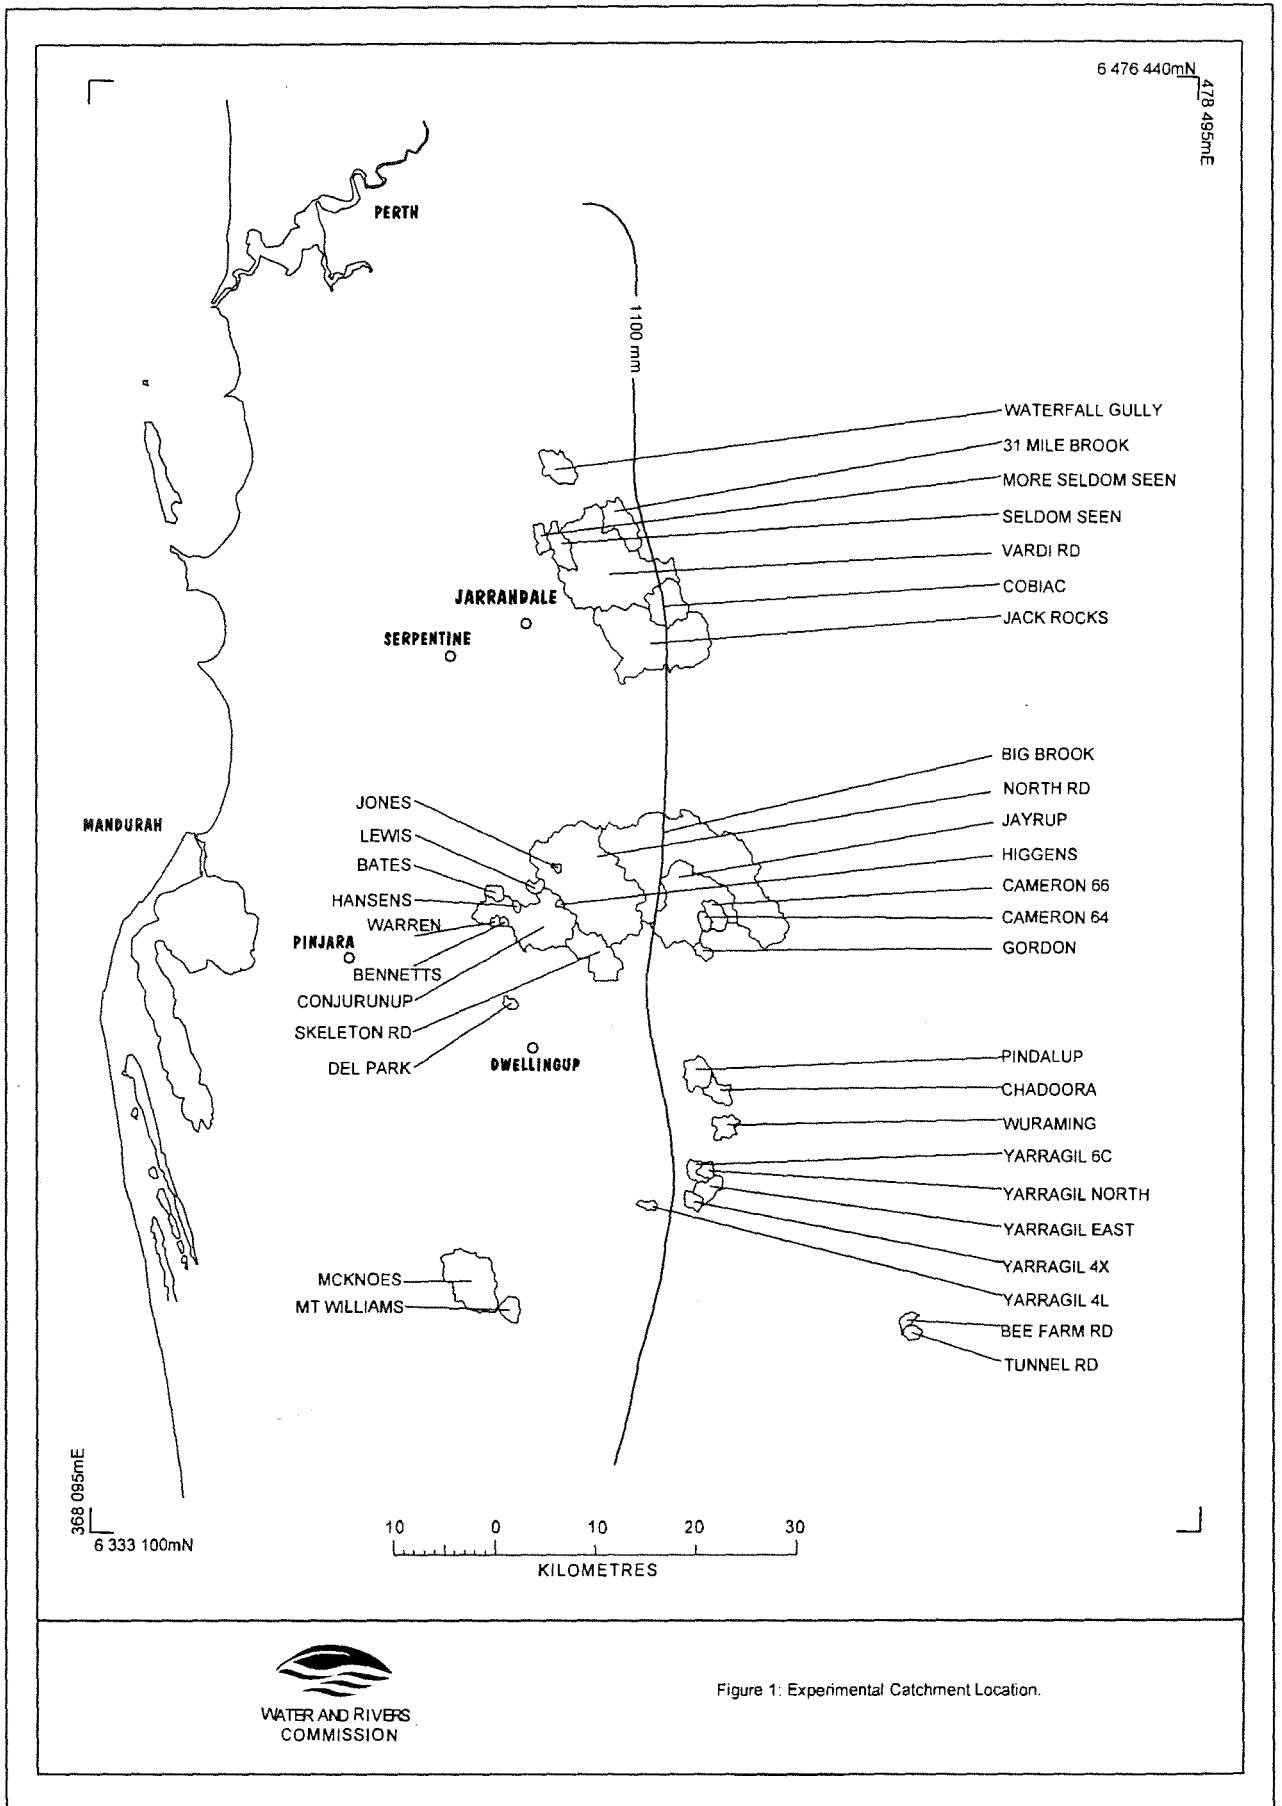 6 476 440mN
478 495mE
PERTH
1100 mm
WATERFALL GULLY
31 MILE BROOK
MORE SELDOM SEEN
SELDOM SEEN
VARDI RD
COBIAC
JACK ROCKS
JARRANDALE
SERPENTINE
BIG BROOK
NORTH RD
JAYRUP
HIGGENS
CAMERON 66
CAMERON 64
GORDON
JONES
LEWIS
BATES
HANSENS
WARREN
BENNETTS
CONJURUNUP
SKELETON RD
DEL PARK
MANDURAH
PINJARA
DWELLINGUP
PINDALUP
CHADOORA
WURAMING
YARRAGIL 6C
YARRAGIL NORTH
YARRAGIL EAST
YARRAGIL 4X
YARRAGIL 4L
BEE FARM RD
TUNNEL RD
MCKNOES
MT WILLIAMS
368 095mE
6 333 100mN
10 0 10 20 30
KILOMETRES
WATER AND RIVERS
COMMISSION
Figure 1: Experimental Catchment Location.